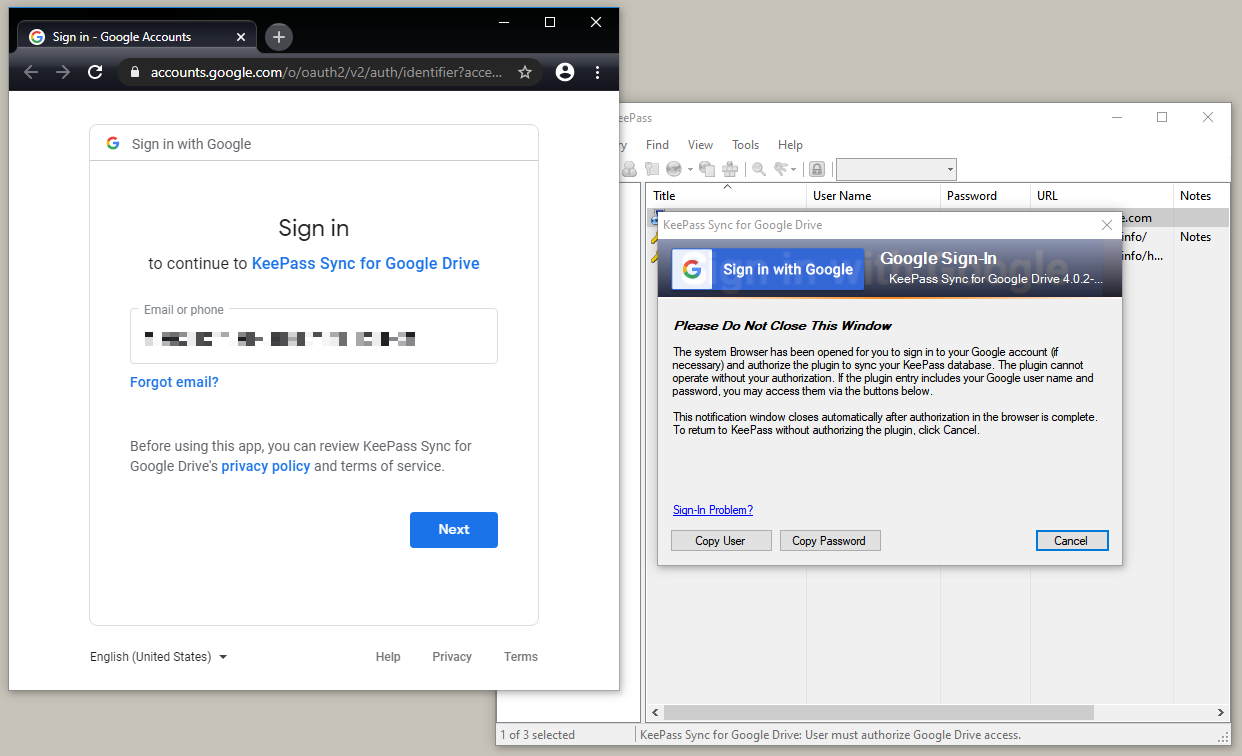 Sign in - Google Accounts
accounts.google.com/o/oauth2/v2/auth/identifier?acce...
Sign in with Google
Sign in
to continue to KeePass Sync for Google Drive
Email or phone
Forgot email?
Before using this app, you can review KeePass Sync for
Google Drive's privacy policy and terms of service.
Next
English (United States)
Help
Privacy
Terms
eePass
ry
Find
View
Tools
Help
Title
User Name
Password
URL
Notes
e.com
info/
Notes
info/h...
KeePass Sync for Google Drive
Sign in with Google
Google Sign-In
KeePass Sync for Google Drive 4.0.2-...
Please Do Not Close This Window
The system Browser has been opened for you to sign in to your Google account (if
necessary) and authorize the plugin to sync your KeePass database. The plugin cannot
operate without your authorization. If the plugin entry includes your Google user name and
password, you may access them via the buttons below.
This notification window closes automatically after authorization in the browser is complete.
To return to KeePass without authorizing the plugin, click Cancel.
Sign-In Problem?
Copy User
Copy Password
Cancel
1 of 3 selected
KeePass Sync for Google Drive: User must authorize Google Drive access.